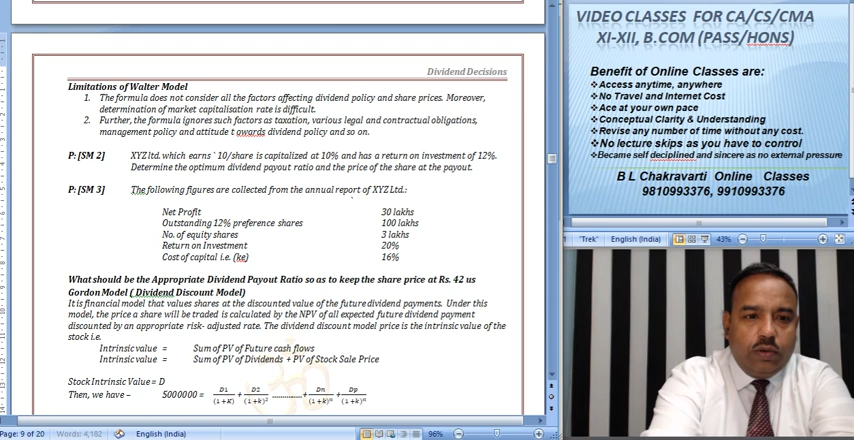 Dividend Decisions
Limitations of Walter Model
1. The formula does not consider all the factors affecting dividend policy and share prices. Moreover,
determination of market capitalisation rate is difficult.
2. Further, the formula ignores such factors as taxation, various legal and contractual obligations,
management policy and attitude t owards dividend policy and so on.
P: [SM 2] XYZ ltd. which earns ` 10/share is capitalized at 10% and has a return on investment of 12%.
Determine the optimum dividend payout ratio and the price of the share at the payout.
P: [SM 3] The following figures are collected from the annual report of XYZ Ltd.:
Net Profit 30 lakhs
Outstanding 12% preference shares 100 lakhs
No. of equity shares 3 lakhs
Return on Investment 20%
Cost of capital i.e. (ke) 16%
What should be the Appropriate Dividend Payout Ratio so as to keep the share price at Rs. 42 us
Gordon Model ( Dividend Discount Model)
It is financial model that values shares at the discounted value of the future dividend payments. Under this
model, the price a share will be traded is calculated by the NPV of all expected future dividend payment
discounted by an appropriate risk- adjusted rate. The dividend discount model price is the intrinsic value of the
stock i.e.
Intrinsic value = Sum of PV of Future cash flows
Intrinsic value = Sum of PV of Dividends + PV of Stock Sale Price
Stock Intrinsic Value = D
Then, we have – 5000000 = D1/(1+K) + D2/(1+k)² ............... + Dn/(1+k)ⁿ + Dp/(1+k)ⁿ
Page: 9 of 20 Words: 4,182 English (India) 96%
VIDEO CLASSES FOR CA/CS/CMA
XI-XII, B.COM (PASS/HONS)
Benefit of Online Classes are:
❖Access anytime, anywhere
❖No Travel and Internet Cost
❖Ace at your own pace
❖Conceptual Clarity & Understanding
❖Revise any number of time without any cost.
❖No lecture skips as you have to control
❖Became self deciplined and sincere as no external pressure
B L Chakravarti Online Classes
9810993376, 9910993376
1 "Trek" English (India) 43%